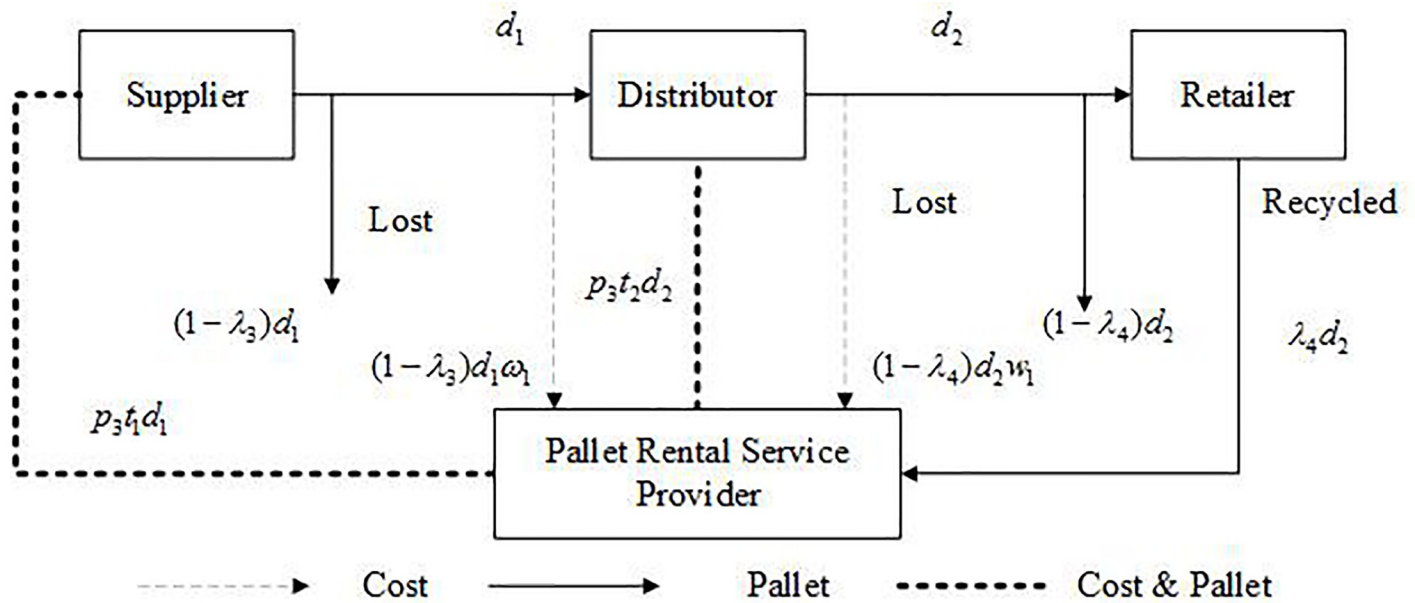 d₁
d₂
Supplier
Distributor
Retailer
Lost
Lost
Recycled
p₃t₂d₂
(1−λ₃)d₁
(1−λ₄)d₂
λ₄d₂
(1−λ₃)d₁ω₁
(1−λ₄)d₂w₁
p₃t₁d₁
Pallet Rental Service
Provider
Cost
Pallet
Cost & Pallet